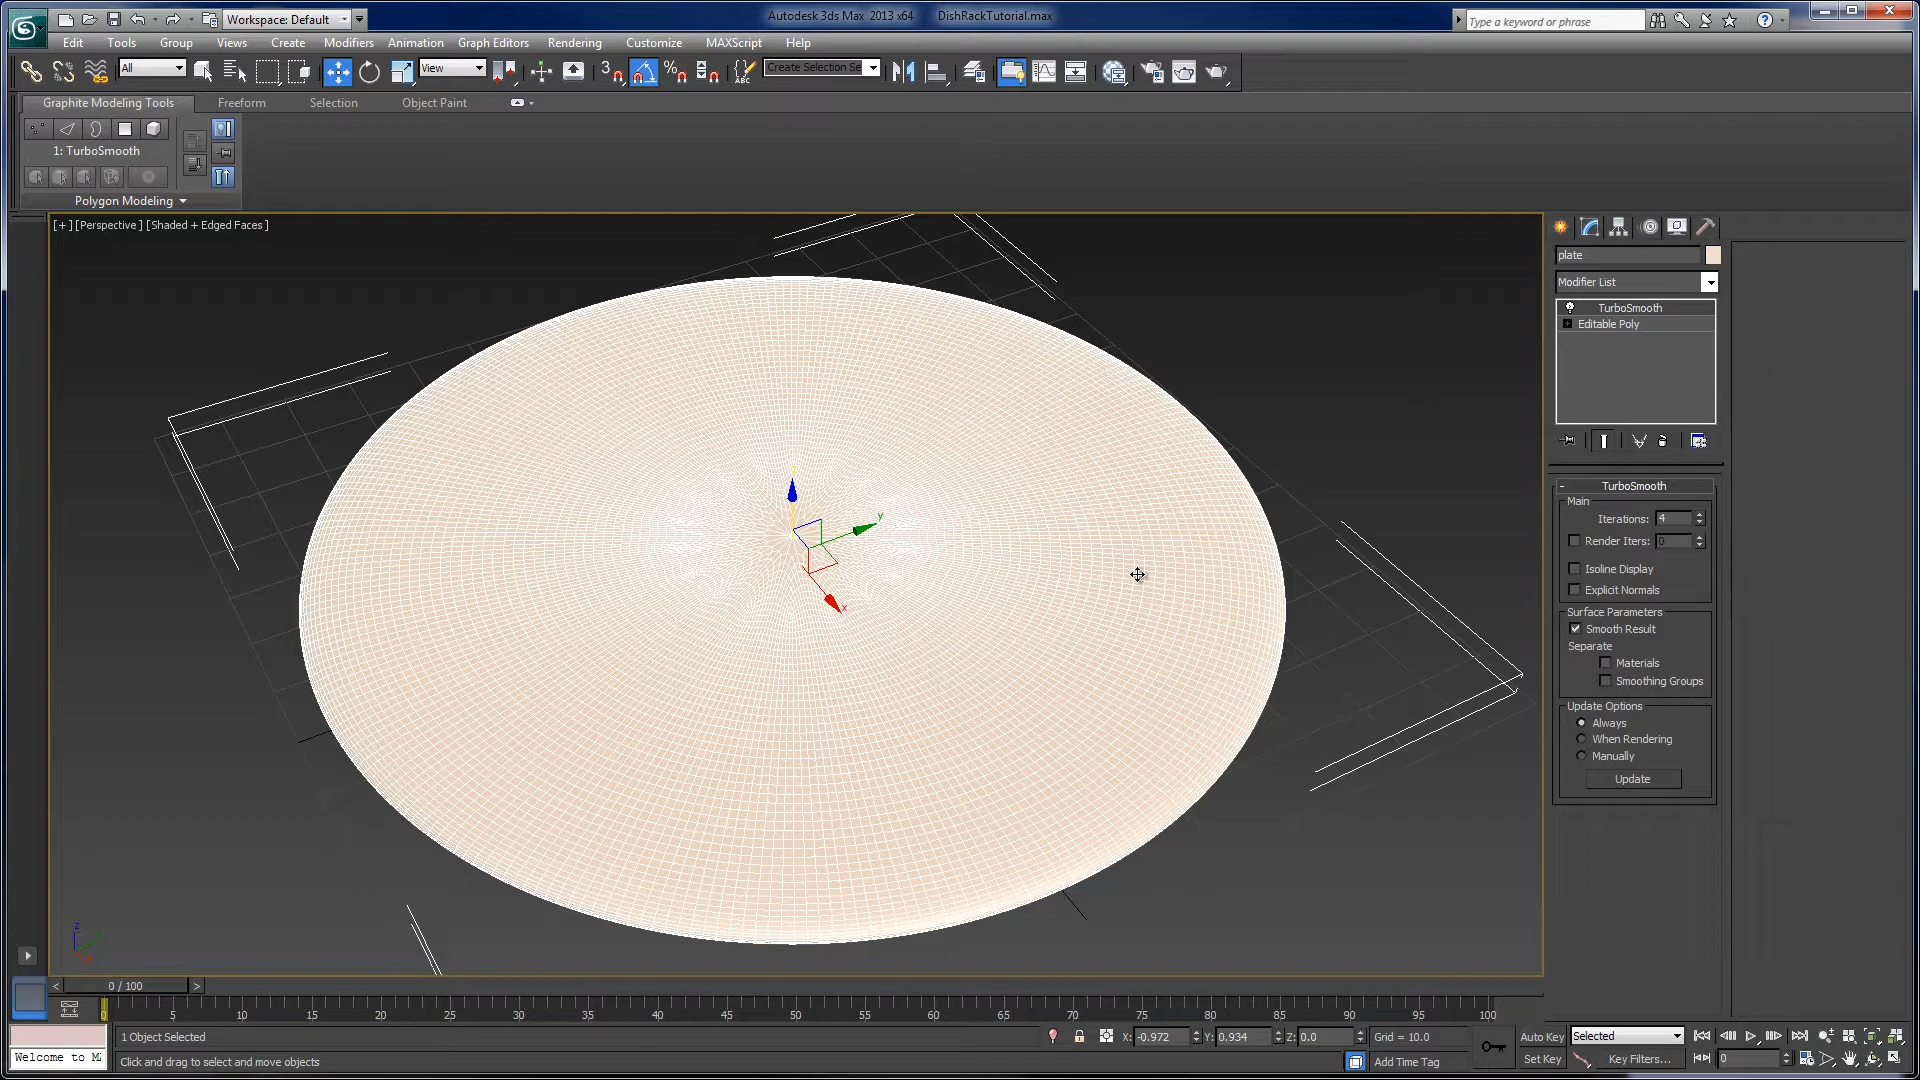 Workspace: Default
Autodesk 3ds Max 2013 x64 DishRackTutorial.max
Type a keyword or phrase
Edit Tools Group Views Create Modifiers Animation Graph Editors Rendering Customize MAXScript Help
All
View
3
ABC
Create Selection Se
Graphite Modeling Tools Freeform Selection Object Paint
1: TurboSmooth
Polygon Modeling
[+] [Perspective] [Shaded + Edged Faces]
plate
Modifier List
TurboSmooth
Editable Poly
z
y
x
- TurboSmooth
Main
Iterations: 4
Render Iters: 0
Isoline Display
Explicit Normals
Surface Parameters
Smooth Result
Separate
Materials
Smoothing Groups
Update Options
Always
When Rendering
Manually
Update
z
< 0 / 100 >
0 5 10 15 20 25 30 35 40 45 50 55 60 65 70 75 80 85 90 95 100
1 Object Selected
X: -0.972 Y: 0.934 Z: 0.0 Grid = 10.0
Auto Key Selected
Welcome to M
Click and drag to select and move objects
Add Time Tag
Set Key Key Filters... 0